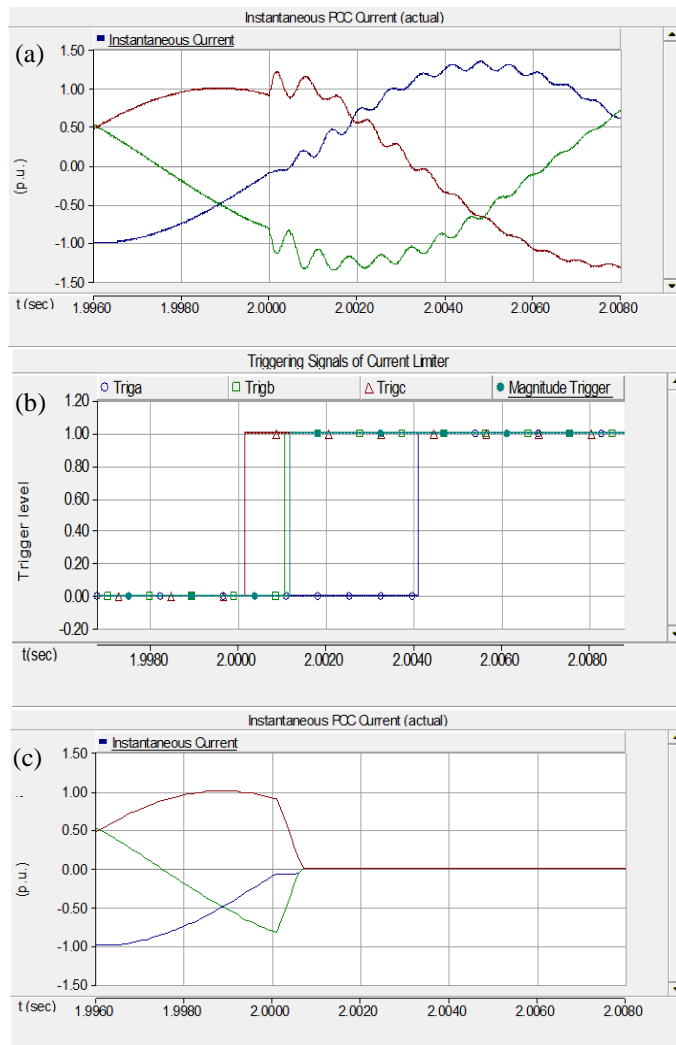 Instantaneous PCC Current (actual)
(a)
Instantaneous Current
1.50
1.00
0.50
0.00
-0.50
-1.00
-1.50
(p.u.)
t (sec)
1.9960 1.9980 2.0000 2.0020 2.0040 2.0060 2.0080
Triggering Signals of Current Limiter
(b)
Triga Trigb Trigc Magnitude Trigger
1.20
1.00
0.80
0.60
0.40
0.20
0.00
-0.20
Trigger level
t(sec)
1.9980 2.0000 2.0020 2.0040 2.0060 2.0080
Instantaneous PCC Current (actual)
(c)
Instantaneous Current
1.50
1.00
0.50
0.00
-0.50
-1.00
-1.50
(p.u.)
t (sec)
1.9960 1.9980 2.0000 2.0020 2.0040 2.0060 2.0080